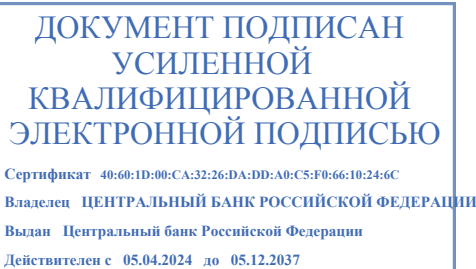 ДОКУМЕНТ ПОДПИСАН
УСИЛЕННОЙ
КВАЛИФИЦИРОВАННОЙ
ЭЛЕКТРОННОЙ ПОДПИСЬЮ
Сертификат 40:60:1D:00:CA:32:26:DA:DD:A0:C5:F0:66:10:24:6C
Владелец ЦЕНТРАЛЬНЫЙ БАНК РОССИЙСКОЙ ФЕДЕРАЦИИ
Выдан Центральный банк Российской Федерации
Действителен с 05.04.2024 до 05.12.2037